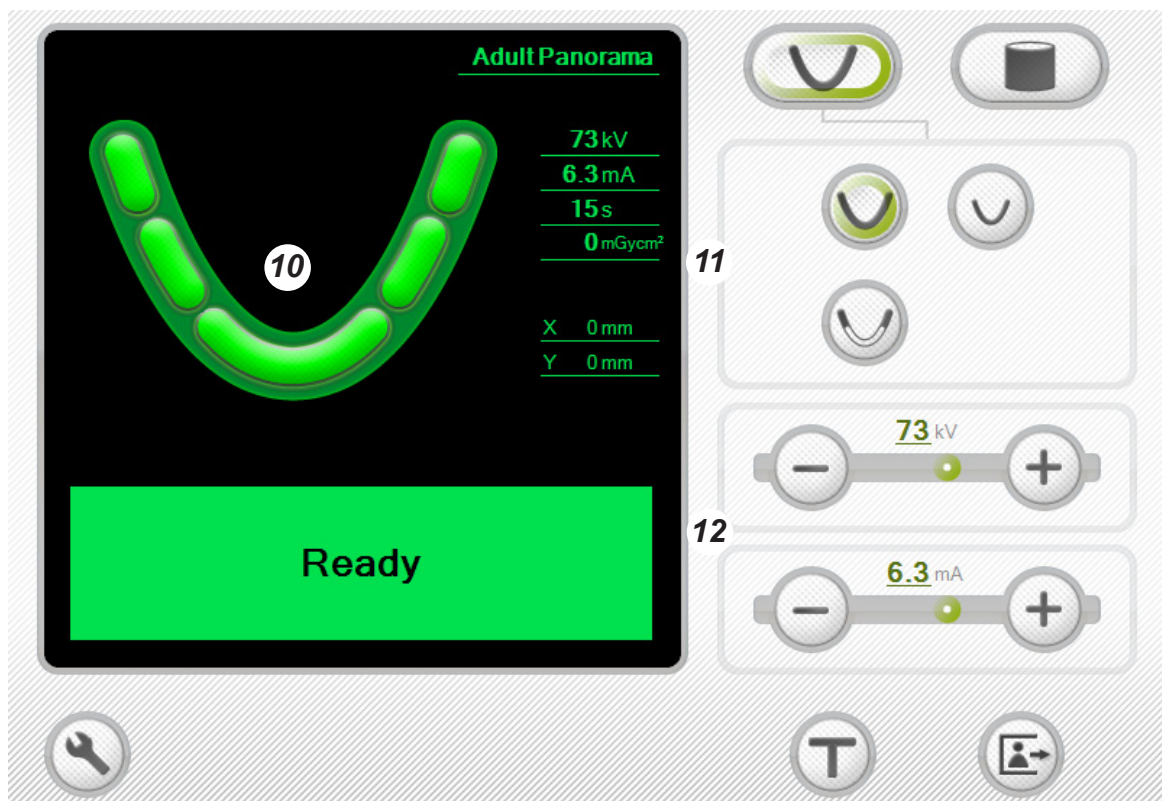 Adult Panorama
73 kV
6.3 mA
15 s
0 mGycm²
10
11
X 0 mm
Y 0 mm
73 kV
12
Ready
6.3 mA
T